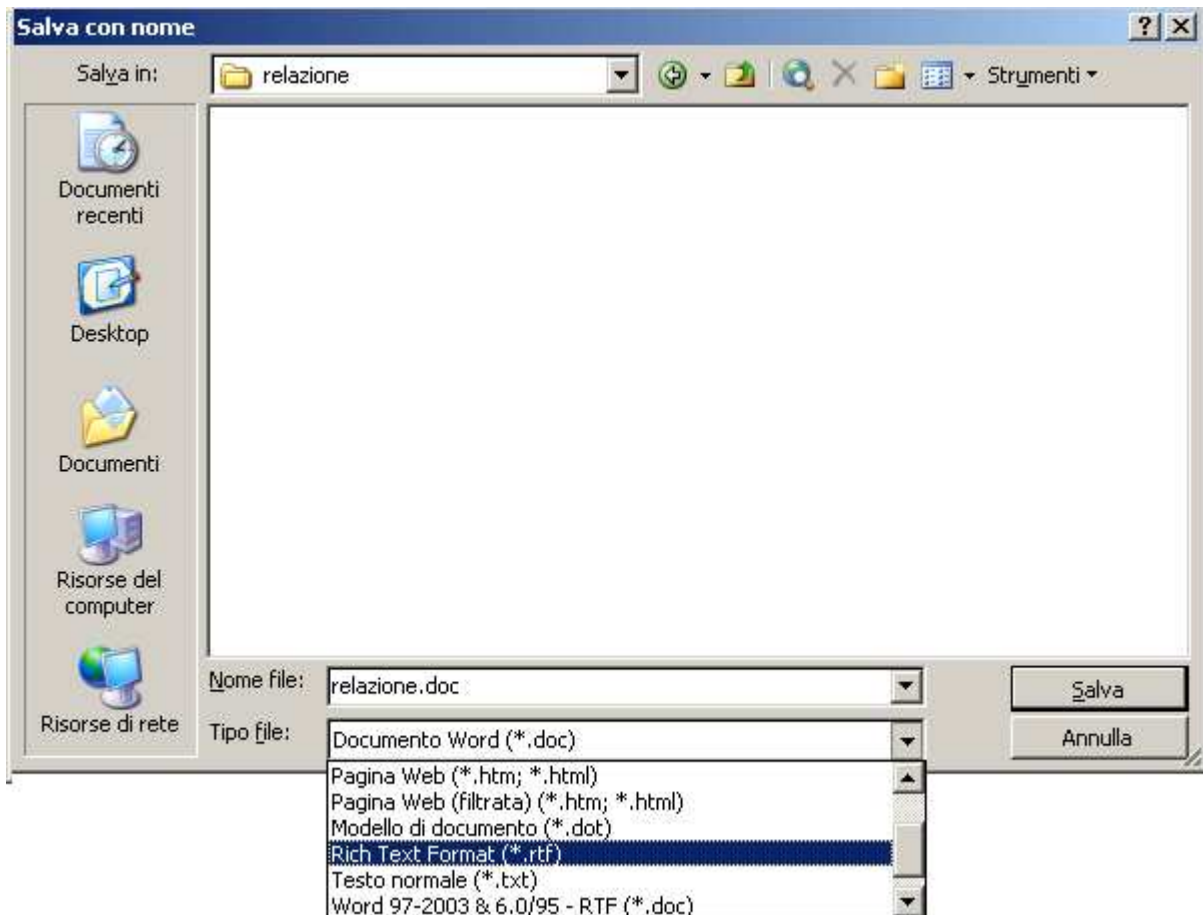 Salva con nome
Salva in:
relazione
Strumenti
Documenti
recenti
Desktop
Documenti
Risorse del
computer
Risorse di rete
Nome file:
relazione.doc
Salva
Tipo file:
Documento Word (*.doc)
Annulla
Pagina Web (*.htm; *.html)
Pagina Web (filtrata) (*.htm; *.html)
Modello di documento (*.dot)
Rich Text Format (*.rtf)
Testo normale (*.txt)
Word 97-2003 & 6.0/95 - RTF (*.doc)